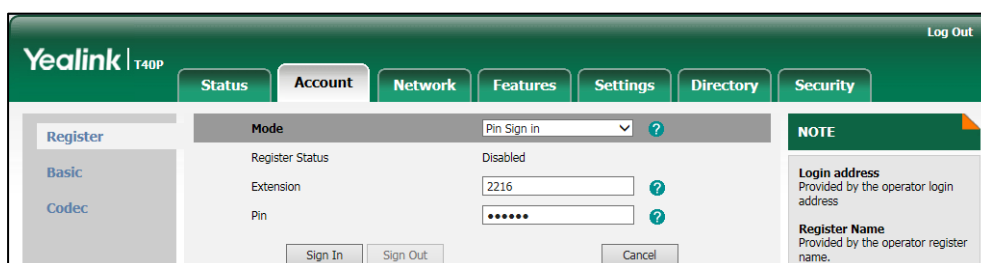 Log Out
Yealink T40P
Status Account Network Features Settings Directory Security
Register
Basic
Codec
Mode Pin Sign in ?
Register Status Disabled
Extension 2216 ?
Pin •••••• ?
Sign In Sign Out Cancel
NOTE
Login address
Provided by the operator login
address
Register Name
Provided by the operator register
name.